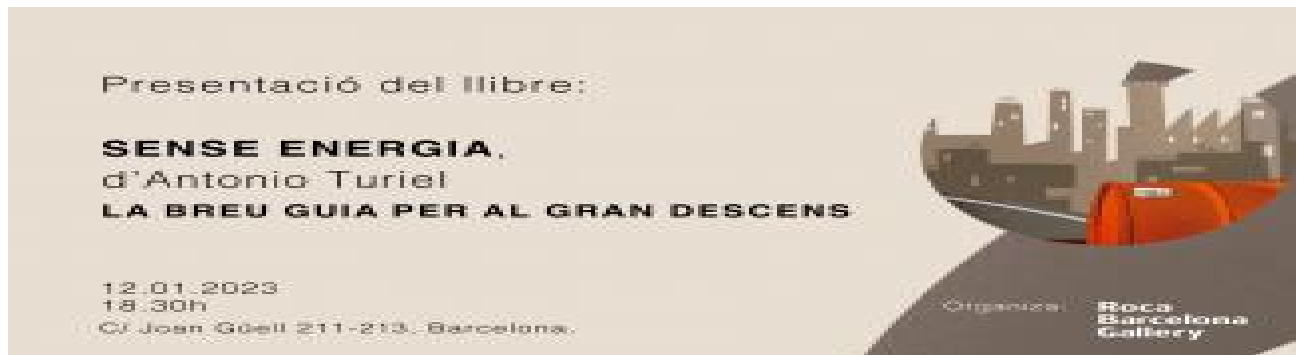 Presentació del llibre:
SENSE ENERGIA,
d'Antonio Turiel
LA BREU GUIA PER AL GRAN DESCENS
12.01.2023
18.30h
C/ Joan Güell 211-213. Barcelona.
Organiza:
Roca
Barcelona
Gallery